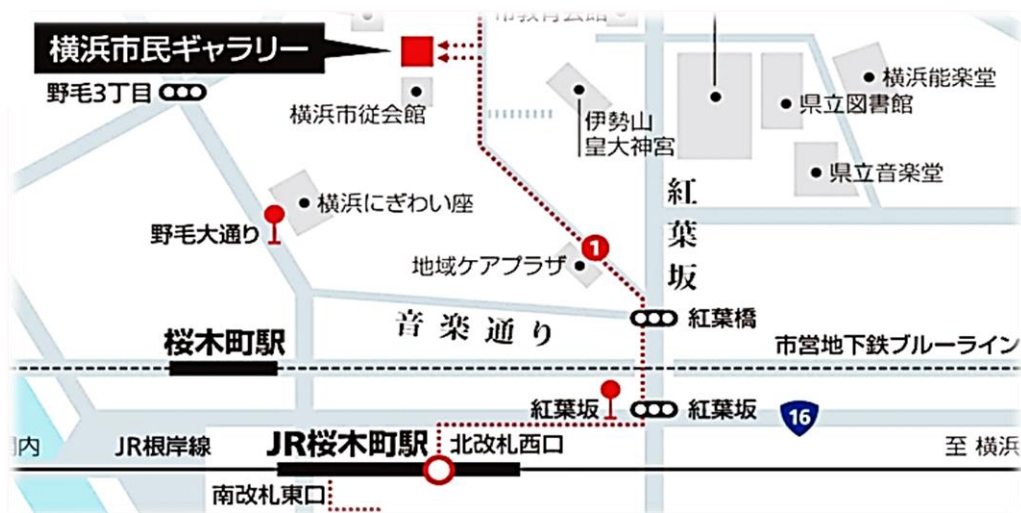 市教育会館
横浜市民ギャラリー
野毛3丁目
横浜市従会館
伊勢山
皇大神宮
横浜能楽堂
県立図書館
県立音楽堂
横浜にぎわい座
野毛大通り
紅葉坂
1
地域ケアプラザ
音楽通り
紅葉橋
桜木町駅
市営地下鉄ブルーライン
紅葉坂
紅葉坂
16
内
JR根岸線
JR桜木町駅
北改札西口
至 横浜
南改札東口